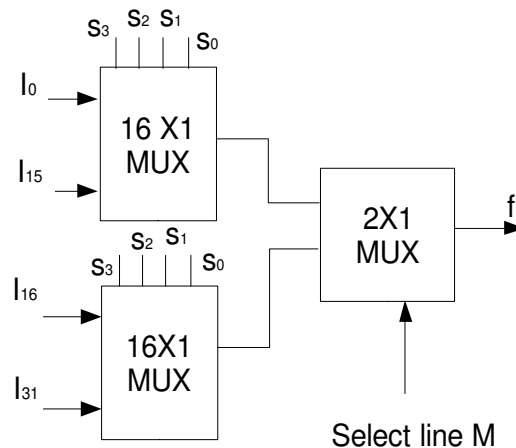 S3 S2 S1 S0
I0
16 X1
MUX
I15
2X1
MUX
f
S3 S2 S1 S0
I16
16X1
MUX
I31
Select line M